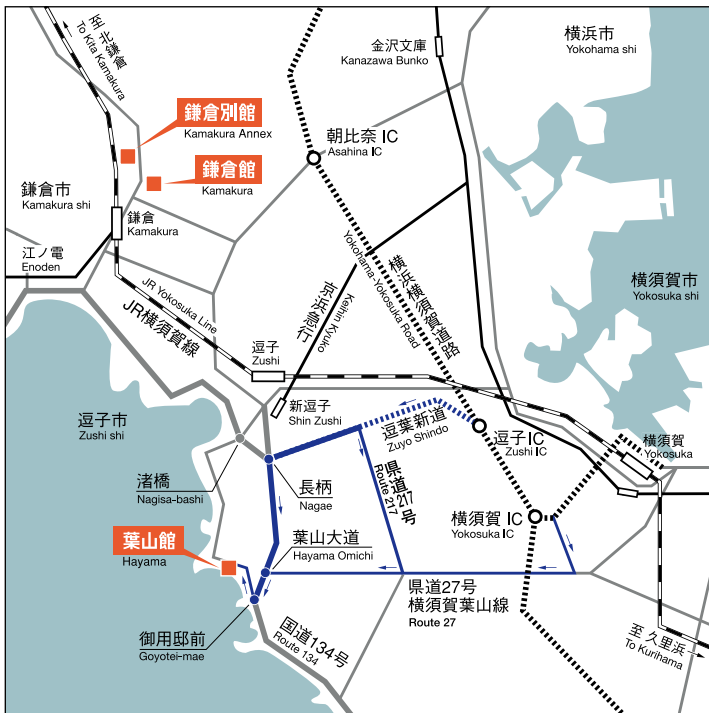 至北鎌倉
To Kita Kamakura
金沢文庫
Kanazawa Bunko
横浜市
Yokohama shi
鎌倉別館
Kamakura Annex
朝比奈 IC
Asahina IC
鎌倉館
Kamakura
鎌倉市
Kamakura shi
鎌倉
Kamakura
江ノ電
Enoden
JR Yokosuka Line
JR横須賀線
京浜急行
Keihin Kyuko
横浜横須賀道路
Yokohama-Yokosuka Road
横須賀市
Yokosuka shi
逗子
Zushi
新逗子
Shin Zushi
逗子市
Zushi shi
逗葉新道
Zuyo Shindo
逗子 IC
Zushi IC
横須賀
Yokosuka
渚橋
Nagisa-bashi
長柄
Nagae
県道217号
Route 217
横須賀 IC
Yokosuka IC
葉山館
Hayama
葉山大道
Hayama Omichi
県道27号
横須賀葉山線
Route 27
御用邸前
Goyotei-mae
国道134号
Route 134
至 久里浜
To Kurihama